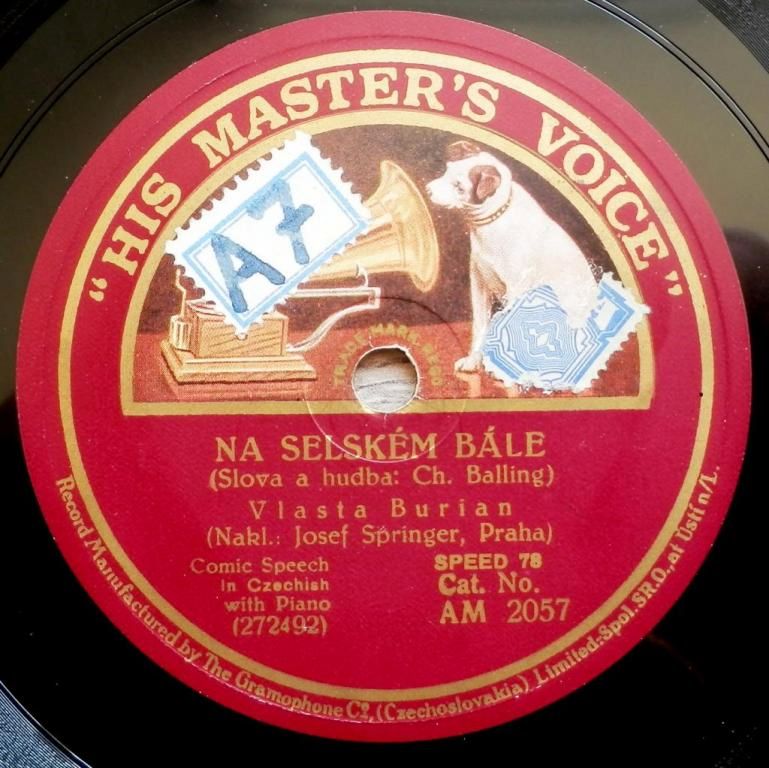 "HIS MASTER'S VOICE"
A7
TRADE MARK REGD
NA SELSKÉM BÁLE
(Slova a hudba: Ch. Balling)
Vlasta Burian
(Nakl.: Josef Springer, Praha)
Comic Speech
in Czechish
with Piano
(272492)
SPEED 78
Cat. No.
AM 2057
Record Manufactured by The Gramophone Co., (Czechoslovakia) Limited-Spol. SR.O., at Ústí n/L.